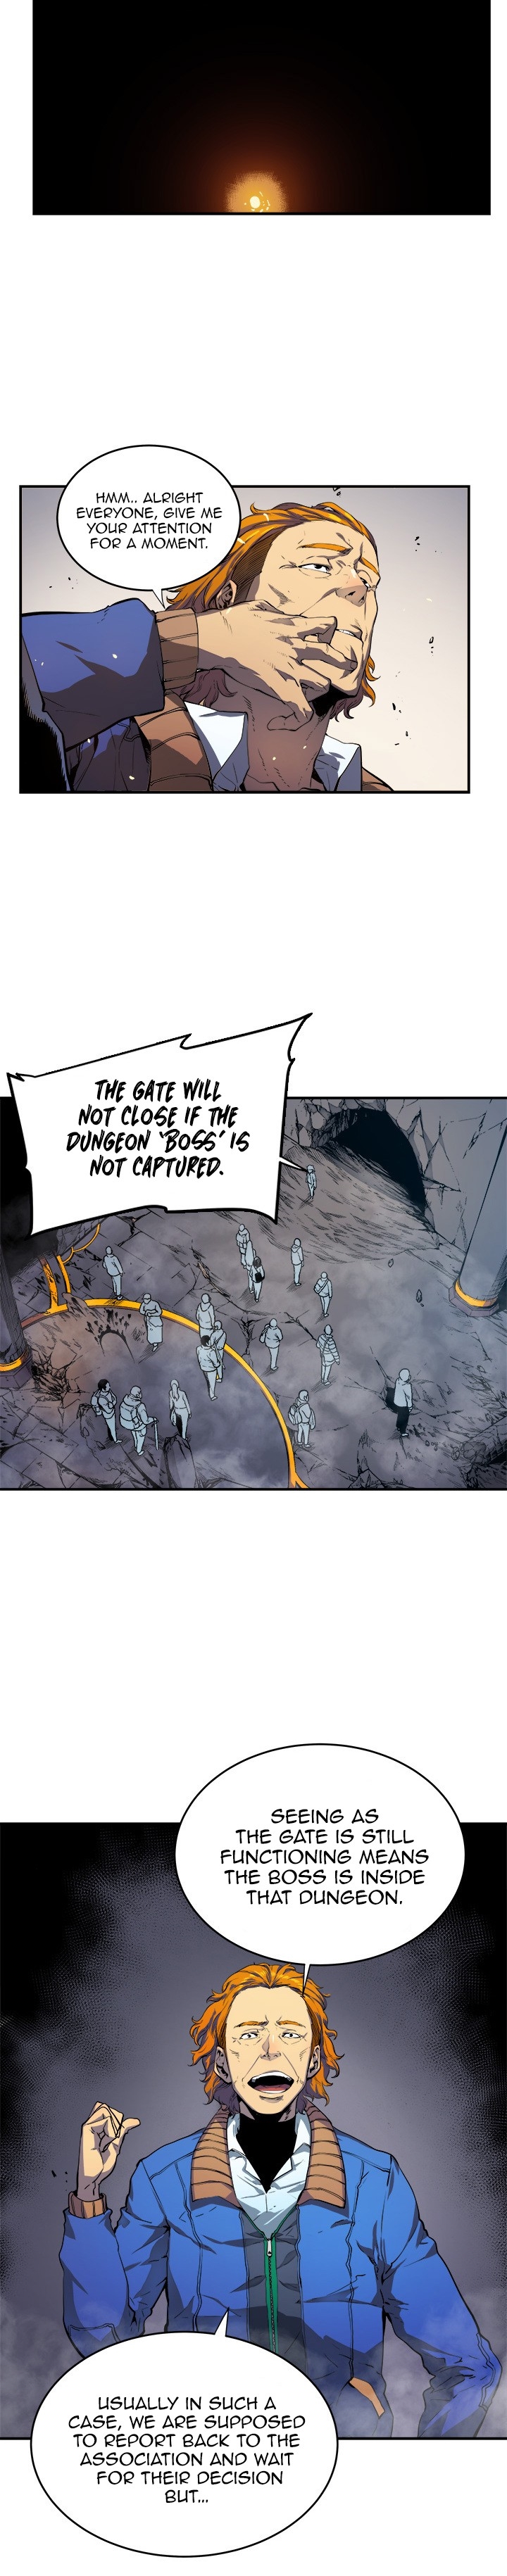 HMM.. ALRIGHT
EVERYONE, GIVE ME
YOUR ATTENTION
FOR A MOMENT.
THE GATE WILL
NOT CLOSE IF THE
DUNGEON 'BOSS' IS
NOT CAPTURED.
SEEING AS
THE GATE IS STILL
FUNCTIONING MEANS
THE BOSS IS INSIDE
THAT DUNGEON.
USUALLY IN SUCH A
CASE, WE ARE SUPPOSED
TO REPORT BACK TO THE
ASSOCIATION AND WAIT
FOR THEIR DECISION
BUT...